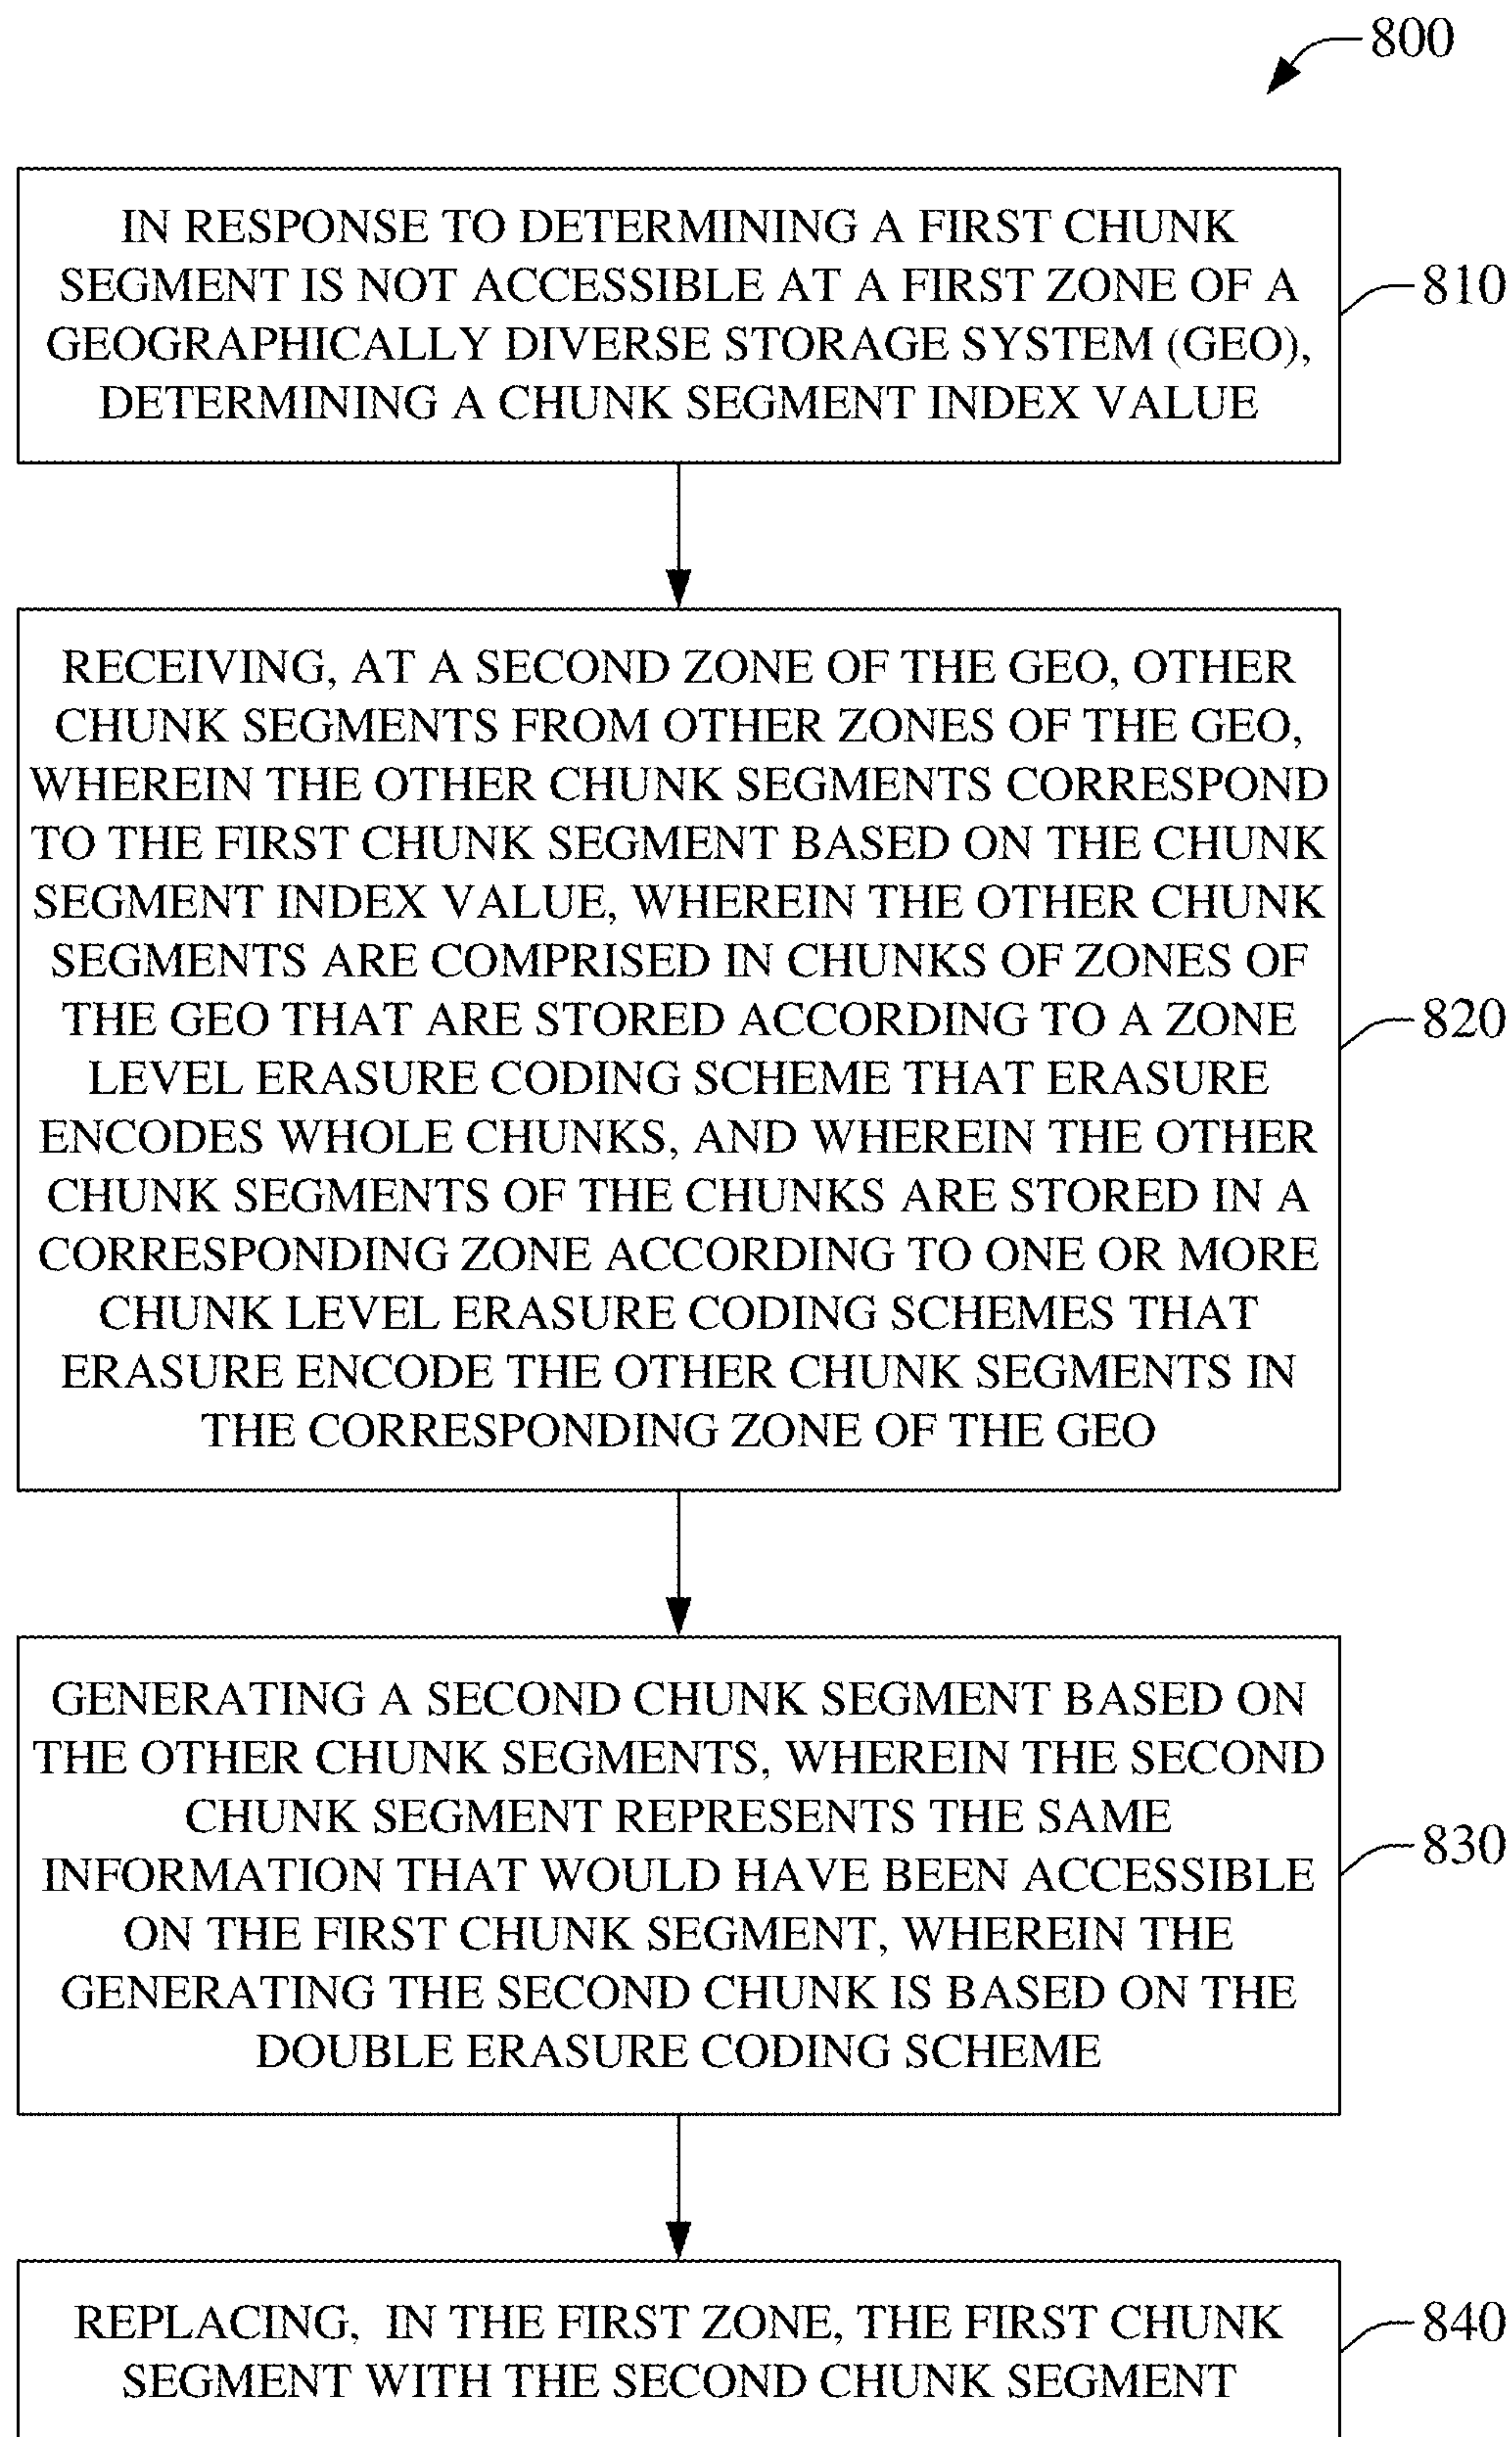 800
IN RESPONSE TO DETERMINING A FIRST CHUNK
SEGMENT IS NOT ACCESSIBLE AT A FIRST ZONE OF A
GEOGRAPHICALLY DIVERSE STORAGE SYSTEM (GEO),
DETERMINING A CHUNK SEGMENT INDEX VALUE
810
RECEIVING, AT A SECOND ZONE OF THE GEO, OTHER
CHUNK SEGMENTS FROM OTHER ZONES OF THE GEO,
WHEREIN THE OTHER CHUNK SEGMENTS CORRESPOND
TO THE FIRST CHUNK SEGMENT BASED ON THE CHUNK
SEGMENT INDEX VALUE, WHEREIN THE OTHER CHUNK
SEGMENTS ARE COMPRISED IN CHUNKS OF ZONES OF
THE GEO THAT ARE STORED ACCORDING TO A ZONE
LEVEL ERASURE CODING SCHEME THAT ERASURE
ENCODES WHOLE CHUNKS, AND WHEREIN THE OTHER
CHUNK SEGMENTS OF THE CHUNKS ARE STORED IN A
CORRESPONDING ZONE ACCORDING TO ONE OR MORE
CHUNK LEVEL ERASURE CODING SCHEMES THAT
ERASURE ENCODE THE OTHER CHUNK SEGMENTS IN
THE CORRESPONDING ZONE OF THE GEO
820
GENERATING A SECOND CHUNK SEGMENT BASED ON
THE OTHER CHUNK SEGMENTS, WHEREIN THE SECOND
CHUNK SEGMENT REPRESENTS THE SAME
INFORMATION THAT WOULD HAVE BEEN ACCESSIBLE
ON THE FIRST CHUNK SEGMENT, WHEREIN THE
GENERATING THE SECOND CHUNK IS BASED ON THE
DOUBLE ERASURE CODING SCHEME
830
REPLACING, IN THE FIRST ZONE, THE FIRST CHUNK
SEGMENT WITH THE SECOND CHUNK SEGMENT
840